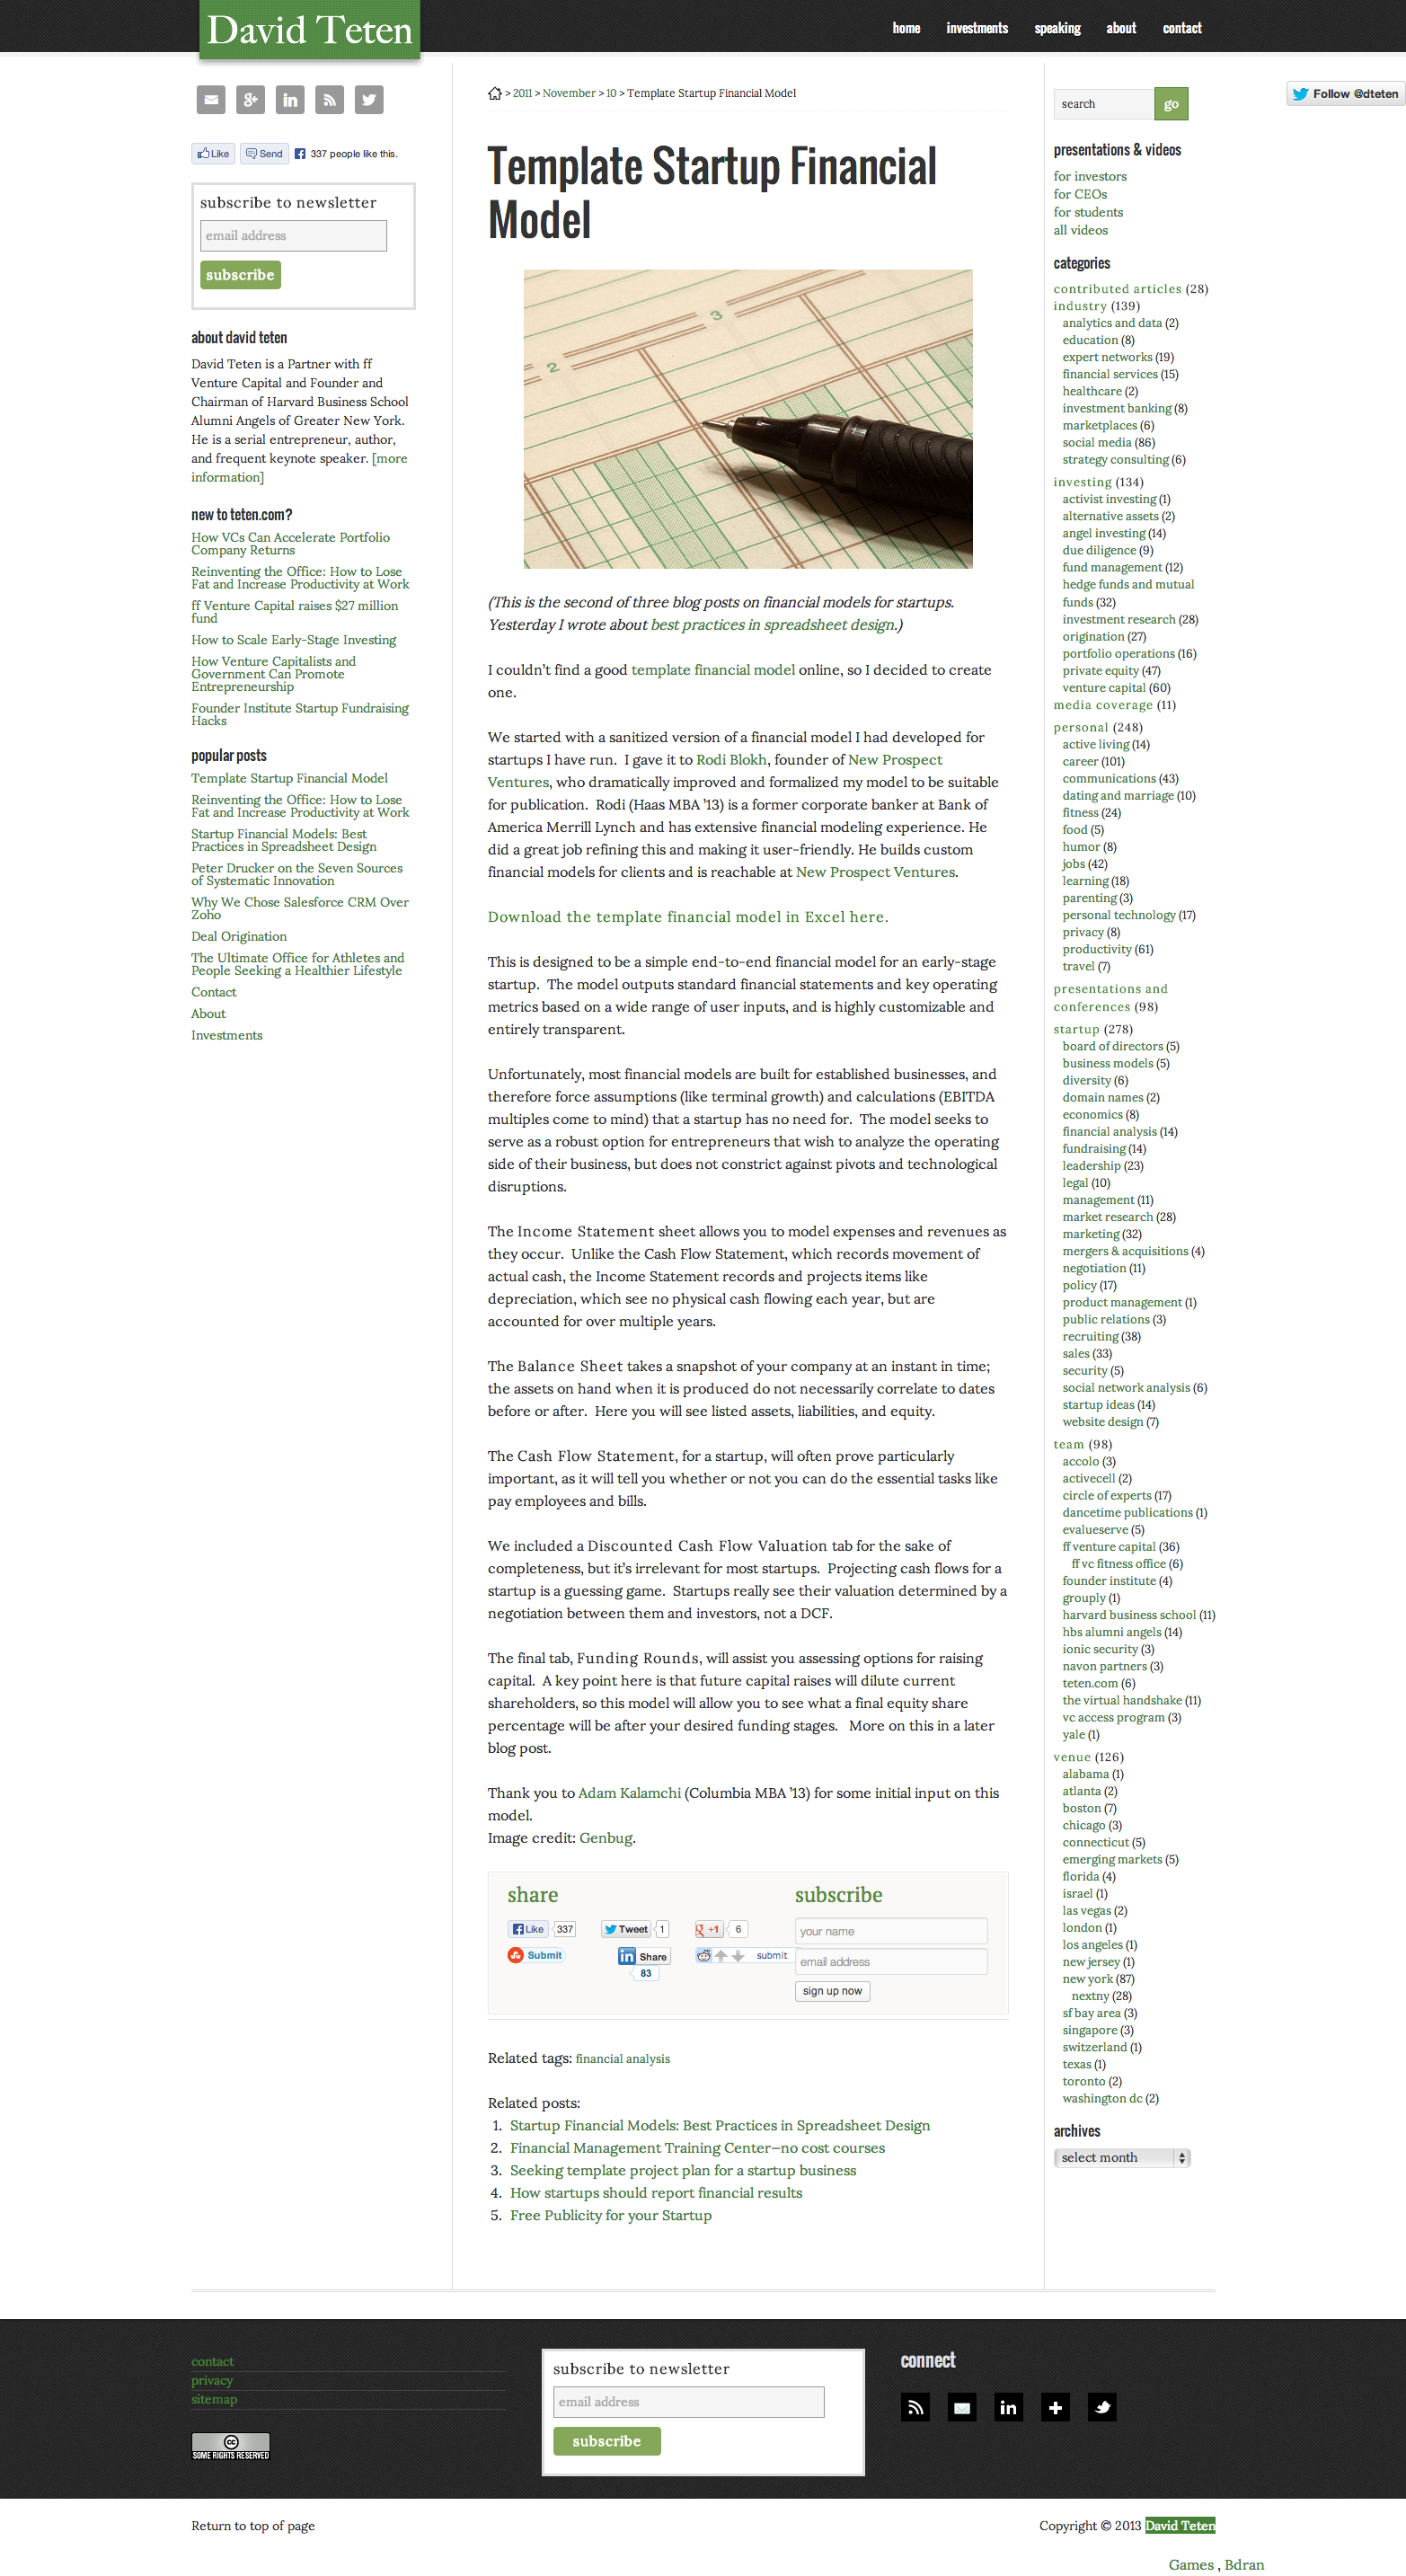 David Teten
home investments speaking about contact
Like Send 337 people like this.
subscribe to newsletter
email address
subscribe
about david teten
David Teten is a Partner with ff
Venture Capital and Founder and
Chairman of Harvard Business School
Alumni Angels of Greater New York.
He is a serial entrepreneur, author,
and frequent keynote speaker. [more
information]
new to teten.com?
How VCs Can Accelerate Portfolio
Company Returns
Reinventing the Office: How to Lose
Fat and Increase Productivity at Work
ff Venture Capital raises $27 million
fund
How to Scale Early-Stage Investing
How Venture Capitalists and
Government Can Promote
Entrepreneurship
Founder Institute Startup Fundraising
Hacks
popular posts
Template Startup Financial Model
Reinventing the Office: How to Lose
Fat and Increase Productivity at Work
Startup Financial Models: Best
Practices in Spreadsheet Design
Peter Drucker on the Seven Sources
of Systematic Innovation
Why We Chose Salesforce CRM Over
Zoho
Deal Origination
The Ultimate Office for Athletes and
People Seeking a Healthier Lifestyle
Contact
About
Investments
> 2011 > November > 10 > Template Startup Financial Model
Template Startup Financial
Model
2
3
(This is the second of three blog posts on financial models for startups.
Yesterday I wrote about best practices in spreadsheet design.)
I couldn’t find a good template financial model online, so I decided to create
one.
We started with a sanitized version of a financial model I had developed for
startups I have run. I gave it to Rodi Blokh, founder of New Prospect
Ventures, who dramatically improved and formalized my model to be suitable
for publication. Rodi (Haas MBA ’13) is a former corporate banker at Bank of
America Merrill Lynch and has extensive financial modeling experience. He
did a great job refining this and making it user-friendly. He builds custom
financial models for clients and is reachable at New Prospect Ventures.
Download the template financial model in Excel here.
This is designed to be a simple end-to-end financial model for an early-stage
startup. The model outputs standard financial statements and key operating
metrics based on a wide range of user inputs, and is highly customizable and
entirely transparent.
Unfortunately, most financial models are built for established businesses, and
therefore force assumptions (like terminal growth) and calculations (EBITDA
multiples come to mind) that a startup has no need for. The model seeks to
serve as a robust option for entrepreneurs that wish to analyze the operating
side of their business, but does not constrict against pivots and technological
disruptions.
The Income Statement sheet allows you to model expenses and revenues as
they occur. Unlike the Cash Flow Statement, which records movement of
actual cash, the Income Statement records and projects items like
depreciation, which see no physical cash flowing each year, but are
accounted for over multiple years.
The Balance Sheet takes a snapshot of your company at an instant in time;
the assets on hand when it is produced do not necessarily correlate to dates
before or after. Here you will see listed assets, liabilities, and equity.
The Cash Flow Statement, for a startup, will often prove particularly
important, as it will tell you whether or not you can do the essential tasks like
pay employees and bills.
We included a Discounted Cash Flow Valuation tab for the sake of
completeness, but it’s irrelevant for most startups. Projecting cash flows for a
startup is a guessing game. Startups really see their valuation determined by a
negotiation between them and investors, not a DCF.
The final tab, Funding Rounds, will assist you assessing options for raising
capital. A key point here is that future capital raises will dilute current
shareholders, so this model will allow you to see what a final equity share
percentage will be after your desired funding stages. More on this in a later
blog post.
Thank you to Adam Kalamchi (Columbia MBA ’13) for some initial input on this
model.
Image credit: Genbug.
share
Like 337 Tweet 1 +1 6
Submit Share submit
83
subscribe
your name
email address
sign up now
Related tags: financial analysis
Related posts:
1. Startup Financial Models: Best Practices in Spreadsheet Design
2. Financial Management Training Center—no cost courses
3. Seeking template project plan for a startup business
4. How startups should report financial results
5. Free Publicity for your Startup
search go
Follow @dteten
presentations & videos
for investors
for CEOs
for students
all videos
categories
contributed articles (28)
industry (139)
analytics and data (2)
education (8)
expert networks (19)
financial services (15)
healthcare (2)
investment banking (8)
marketplaces (6)
social media (86)
strategy consulting (6)
investing (134)
activist investing (1)
alternative assets (2)
angel investing (14)
due diligence (9)
fund management (12)
hedge funds and mutual
funds (32)
investment research (28)
origination (27)
portfolio operations (16)
private equity (47)
venture capital (60)
media coverage (11)
personal (248)
active living (14)
career (101)
communications (43)
dating and marriage (10)
fitness (24)
food (5)
humor (8)
jobs (42)
learning (18)
parenting (3)
personal technology (17)
privacy (8)
productivity (61)
travel (7)
presentations and
conferences (98)
startup (278)
board of directors (5)
business models (5)
diversity (6)
domain names (2)
economics (8)
financial analysis (14)
fundraising (14)
leadership (23)
legal (10)
management (11)
market research (28)
marketing (32)
mergers & acquisitions (4)
negotiation (11)
policy (17)
product management (1)
public relations (3)
recruiting (38)
sales (33)
security (5)
social network analysis (6)
startup ideas (14)
website design (7)
team (98)
accolo (3)
activecell (2)
circle of experts (17)
dancetime publications (1)
evalueserve (5)
ff venture capital (36)
ff vc fitness office (6)
founder institute (4)
grouply (1)
harvard business school (11)
hbs alumni angels (14)
ionic security (3)
navon partners (3)
teten.com (6)
the virtual handshake (11)
vc access program (3)
yale (1)
venue (126)
alabama (1)
atlanta (2)
boston (7)
chicago (3)
connecticut (5)
emerging markets (5)
florida (4)
israel (1)
las vegas (2)
london (1)
los angeles (1)
new jersey (1)
new york (87)
nextny (28)
sf bay area (3)
singapore (3)
switzerland (1)
texas (1)
toronto (2)
washington dc (2)
archives
select month
contact
privacy
sitemap
cc
SOME RIGHTS RESERVED
subscribe to newsletter
email address
subscribe
connect
Return to top of page
Copyright © 2013 David Teten
Games , Bdran